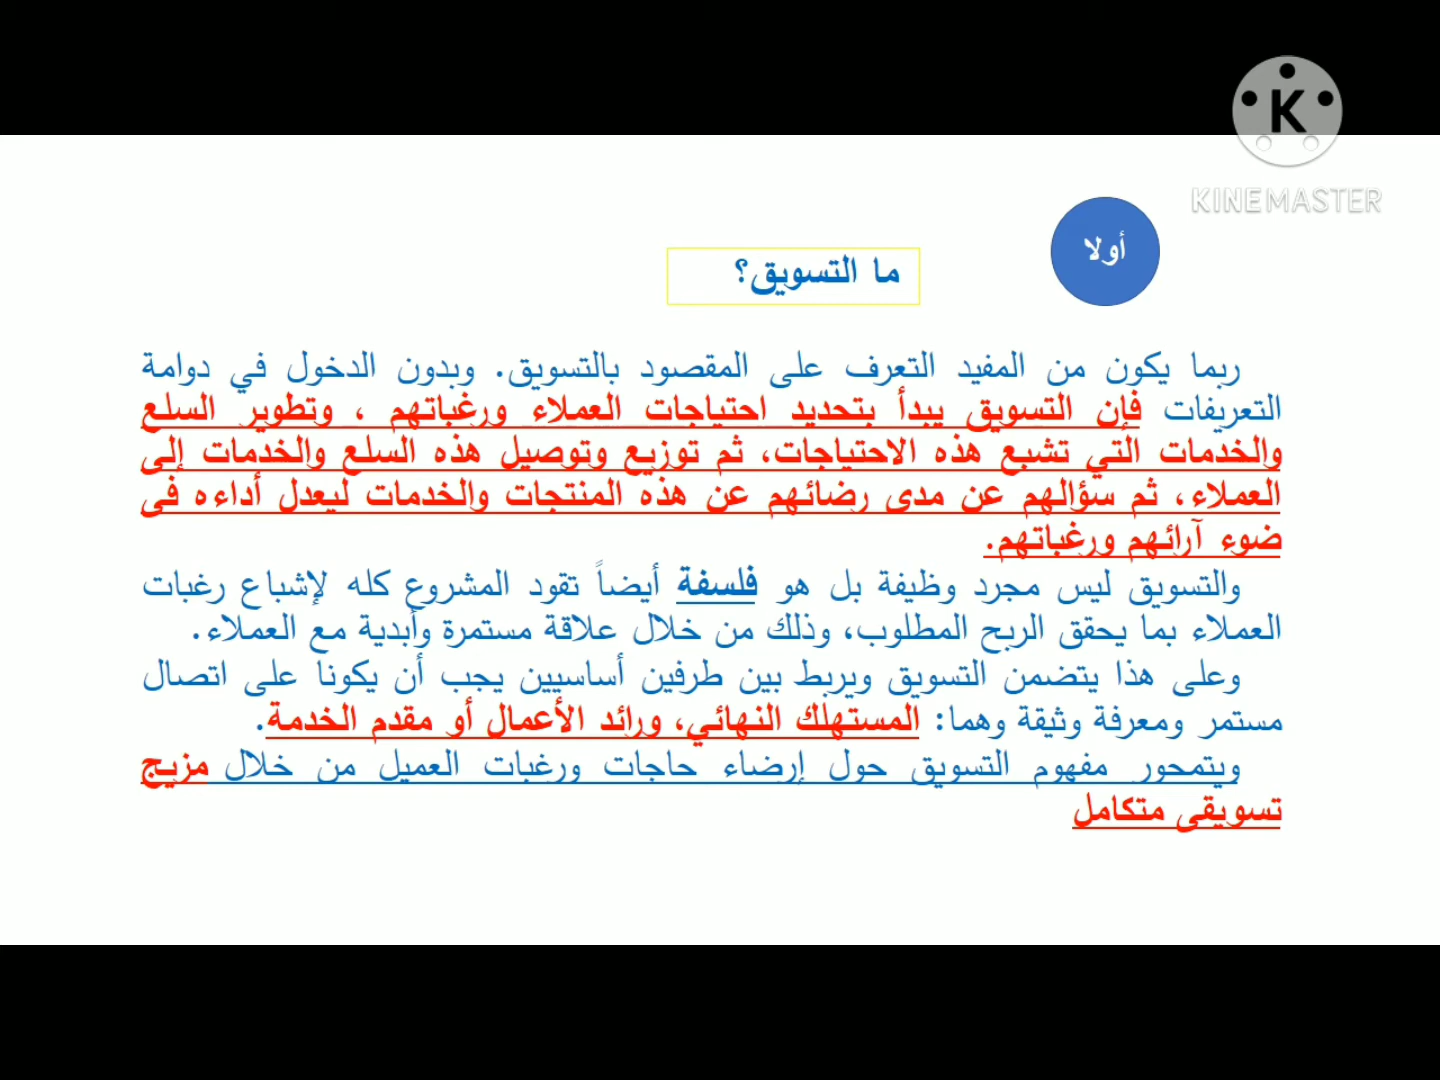 K
KINEMASTER
أولا
ما التسويق؟
ربما يكون من المفيد التعرف على المقصود بالتسويق. وبدون الدخول في دوامة
التعريفات فإن التسويق يبدأ بتحديد احتياجات العملاء ورغباتهم ، وتطوير السلع
والخدمات التي تشبع هذه الاحتياجات، ثم توزيع وتوصيل هذه السلع والخدمات إلى
العملاء، ثم سؤالهم عن مدى رضائهم عن هذه المنتجات والخدمات ليعدل أداءه فى
ضوء آرائهم ورغباتهم.
والتسويق ليس مجرد وظيفة بل هو فلسفة أيضاً تقود المشروع كله لإشباع رغبات
العملاء بما يحقق الربح المطلوب، وذلك من خلال علاقة مستمرة وأبدية مع العملاء.
وعلى هذا يتضمن التسويق ويربط بين طرفين أساسيين يجب أن يكونا على اتصال
مستمر ومعرفة وثيقة وهما: المستهلك النهائي، ورائد الأعمال أو مقدم الخدمة.
ويتمحور مفهوم التسويق حول إرضاء حاجات ورغبات العميل من خلال مزيج
تسويقى متكامل